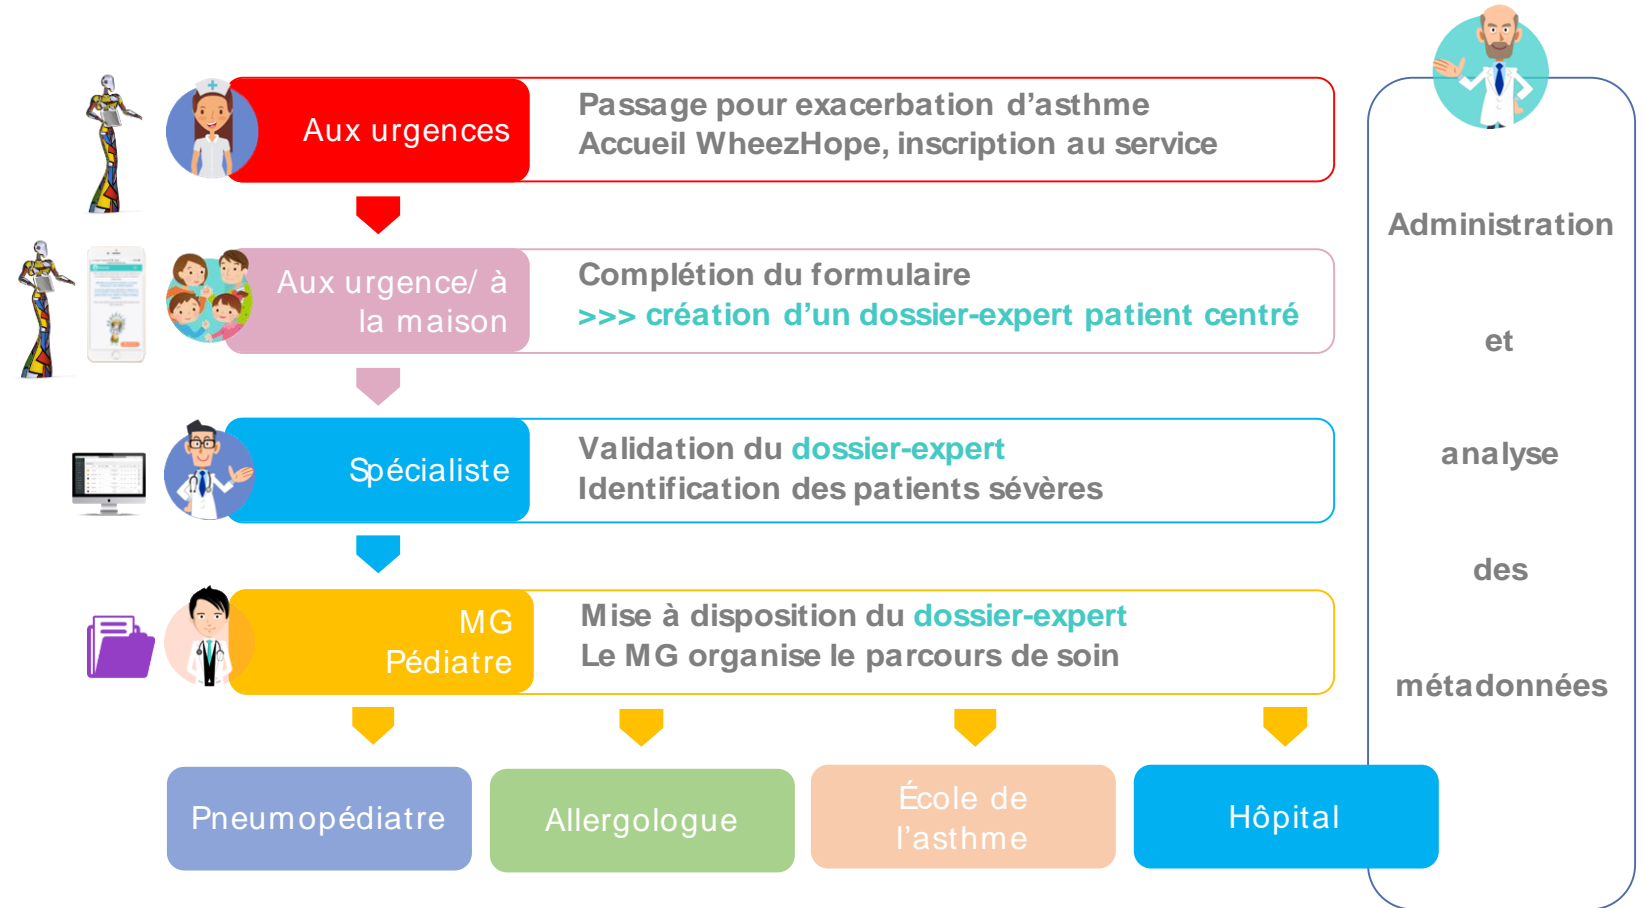 Aux urgences
Passage pour exacerbation d’asthme
Accueil WheezHope, inscription au service
Aux urgence/ à
la maison
Complétion du formulaire
>>> création d’un dossier-expert patient centré
Spécialiste
Validation du dossier-expert
Identification des patients sévères
MG
Pédiatre
Mise à disposition du dossier-expert
Le MG organise le parcours de soin
Pneumopédiatre
Allergologue
École de
l’asthme
Hôpital
Administration
et
analyse
des
métadonnées